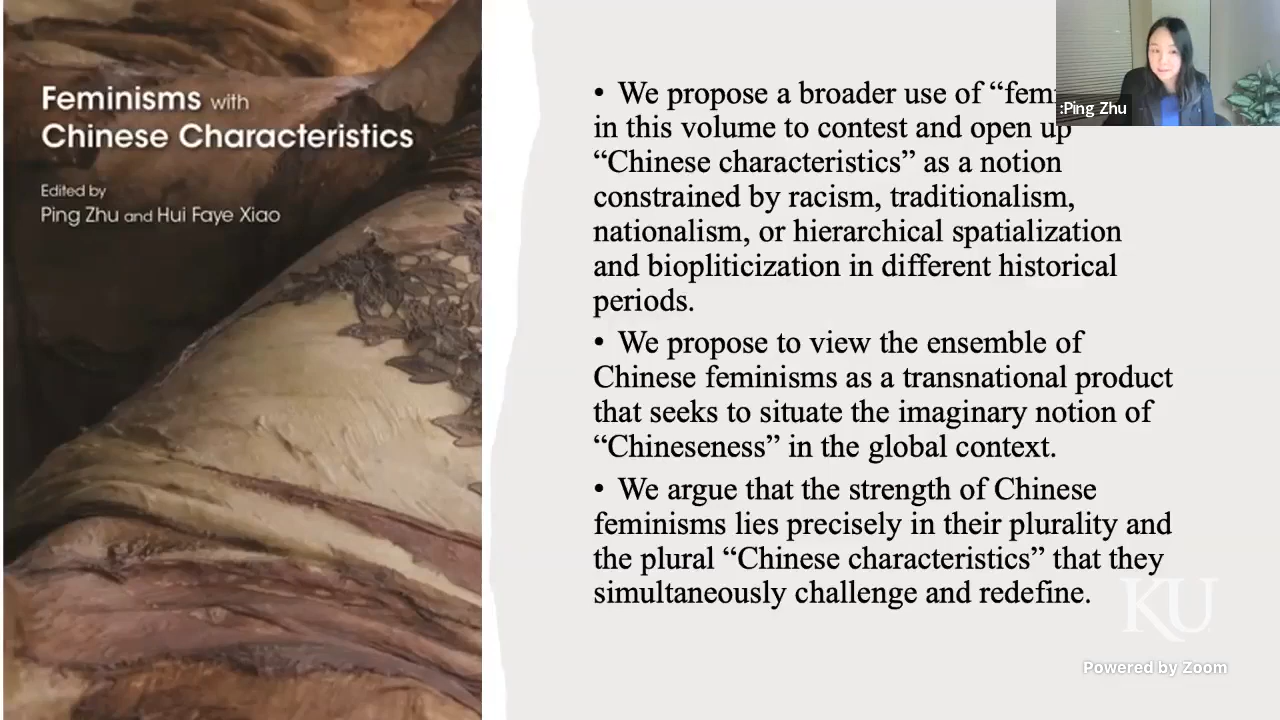 Feminisms with
Chinese Characteristics
Edited by
Ping Zhu and Hui Faye Xiao
• We propose a broader use of
in this volume to contest and open up
“Chinese characteristics” as a notion
constrained by racism, traditionalism,
nationalism, or hierarchical spatialization
and biopliticization in different historical
periods.
• We propose to view the ensemble of
Chinese feminisms as a transnational product
that seeks to situate the imaginary notion of
“Chineseness” in the global context.
• We argue that the strength of Chinese
feminisms lies precisely in their plurality and
the plural “Chinese characteristics” that they
simultaneously challenge and redefine.
:Ping Zhu
KU
Powered by Zoom